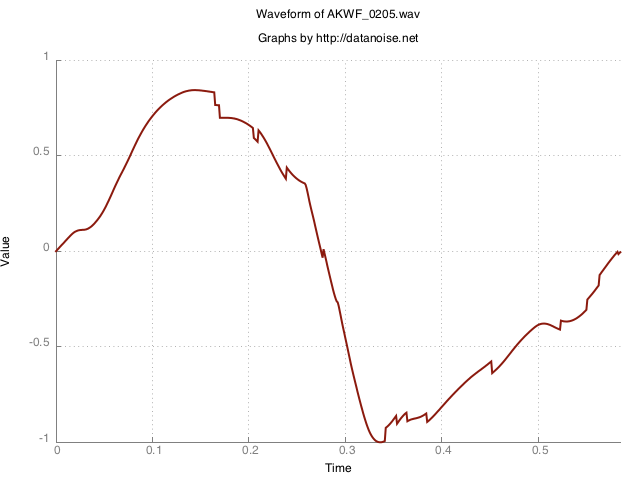 Waveform of AKWF_0205.wav
Graphs by http://datanoise.net
1
0.5
0
-0.5
-1
Value
0 0.1 0.2 0.3 0.4 0.5
Time